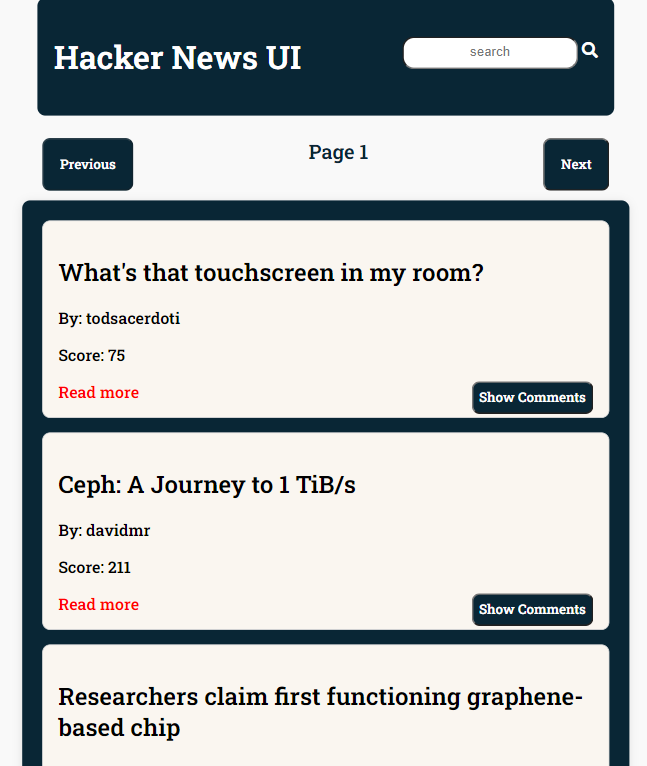 Hacker News UI
search
Previous
Page 1
Next
What's that touchscreen in my room?
By: todsacerdoti
Score: 75
Read more
Show Comments
Ceph: A Journey to 1 TiB/s
By: davidmr
Score: 211
Read more
Show Comments
Researchers claim first functioning graphene-
based chip